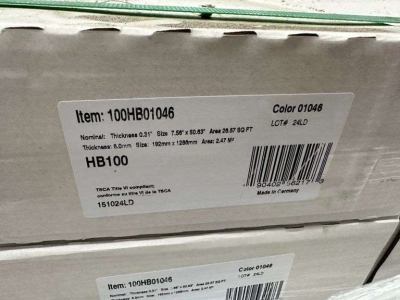 Item: 100HB01046
Color 01046
Nominal: Thickness 0.31" Size 7.56" x 50.63" Area 26.57 SQ FT
LOT# 24LD
Thickness: 8.0mm Size: 192mm x 1286mm Area: 2.47 M²
HB100
TSCA Title VI compliant;
conforme au titre VI de la TSCA
Made in Germany
151024LD
Item: 100HB01046
Color 01046